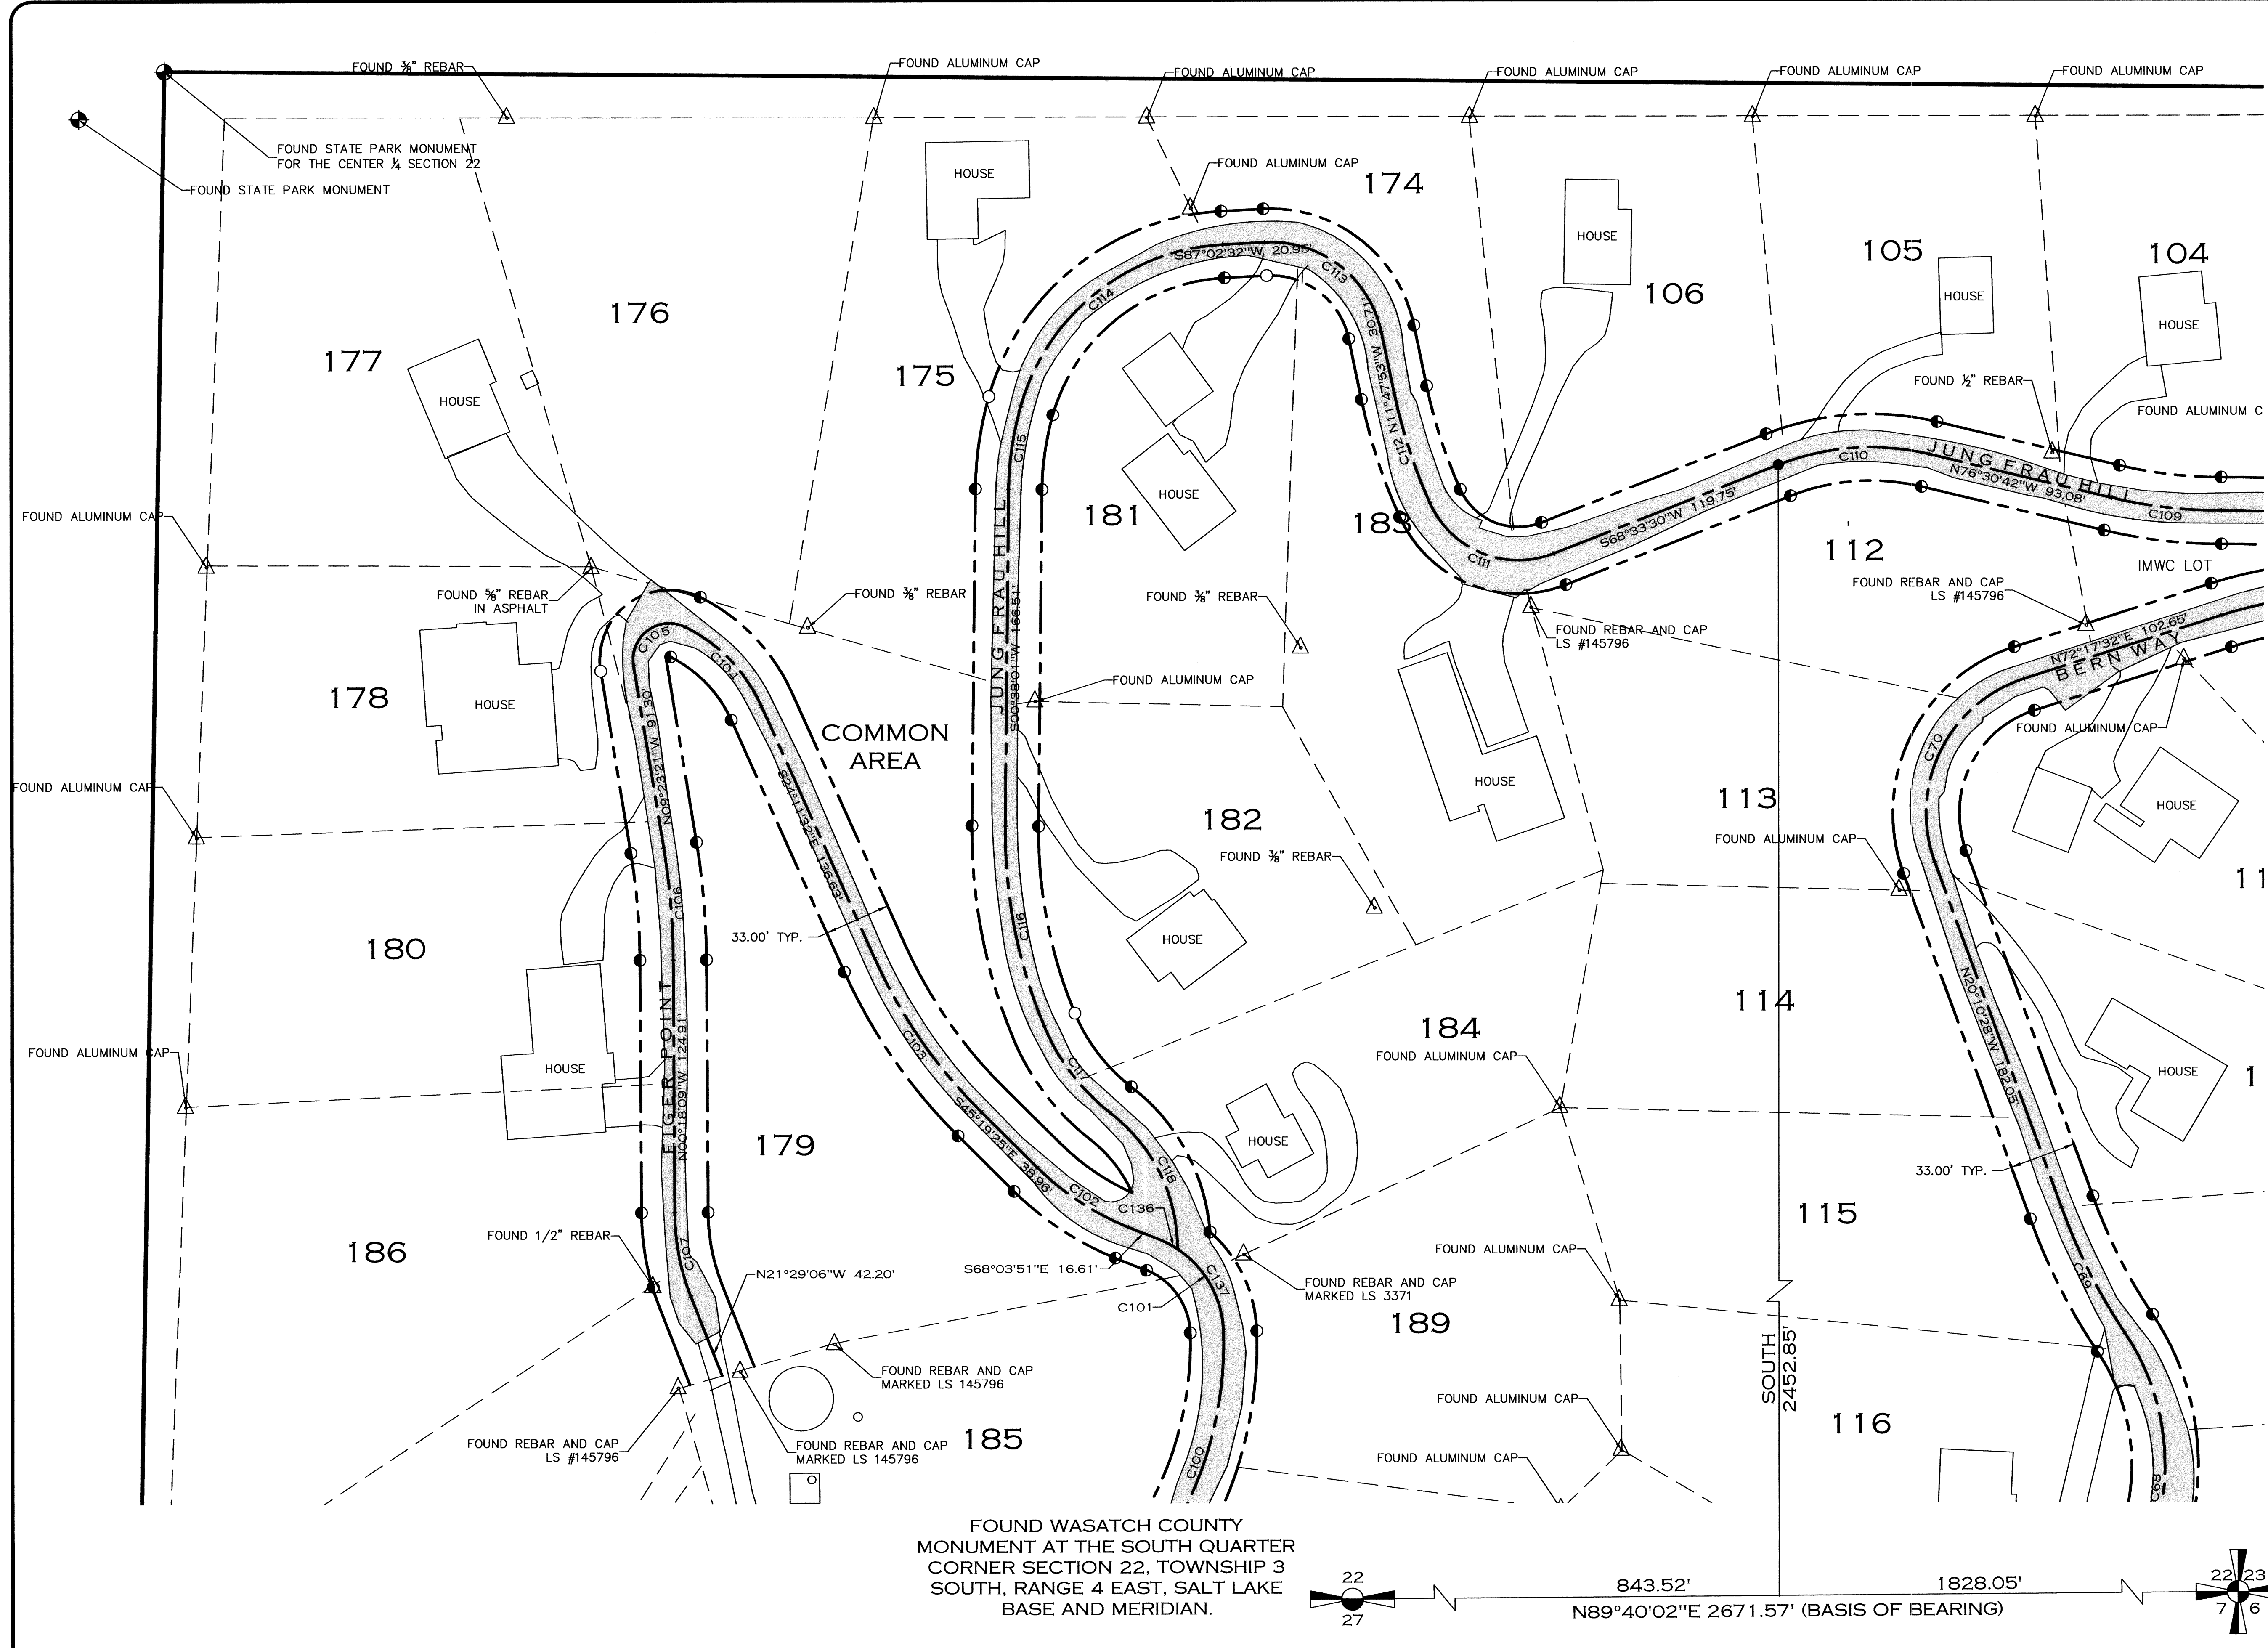 FOUND ⅝" REBAR
FOUND ALUMINUM CAP
FOUND ALUMINUM CAP
FOUND ALUMINUM CAP
FOUND ALUMINUM CAP
FOUND ALUMINUM CAP
FOUND STATE PARK MONUMENT
FOR THE CENTER ¼ SECTION 22
FOUND STATE PARK MONUMENT
HOUSE
FOUND ALUMINUM CAP
174
HOUSE
105
104
S87°02'32"W 20.95'
C113
C114
106
HOUSE
HOUSE
176
N11°47'53"W 30.71'
177
175
HOUSE
FOUND ½" REBAR
FOUND ALUMINUM C
C115
C112
JUNG FRAU HILL
C110
N76°30'42"W 93.08'
HOUSE
181
183
S68°33'30"W 119.75'
C109
FOUND ALUMINUM CAP
C111
112
IMWC LOT
FOUND ⅝" REBAR
IN ASPHALT
FOUND ⅝" REBAR
FOUND ⅝" REBAR
FOUND REBAR AND CAP
LS #145796
JUNG FRAU HILL
S00°38'01"W 166.51'
C105
C104
FOUND REBAR AND CAP
LS #145796
N72°17'32"E 102.65'
BERN WAY
FOUND ALUMINUM CAP
178
HOUSE
COMMON
AREA
N09°23'21"W 91.30'
S24°11'32"E 136.63'
FOUND ALUMINUM CAP
C70
HOUSE
FOUND ALUMINUM CAP
182
113
HOUSE
FOUND ALUMINUM CAP
FOUND ⅝" REBAR
C106
11
33.00' TYP.
C116
HOUSE
180
114
N20°10'28"W 182.05'
EIGER POINT
N00°18'09"W 124.91'
C103
184
FOUND ALUMINUM CAP
FOUND ALUMINUM CAP
HOUSE
C11
HOUSE
1
S45°19'25"E 38.96'
179
HOUSE
C118
33.00' TYP.
C102
C136
115
FOUND 1/2" REBAR
186
C107
N21°29'06"W 42.20'
S68°03'51"E 16.61'
FOUND ALUMINUM CAP
C137
C101
FOUND REBAR AND CAP
MARKED LS 3371
C69
189
SOUTH
2452.85'
FOUND REBAR AND CAP
MARKED LS 145796
FOUND ALUMINUM CAP
116
185
FOUND REBAR AND CAP
LS #145796
FOUND REBAR AND CAP
MARKED LS 145796
C100
FOUND ALUMINUM CAP
C68
FOUND WASATCH COUNTY
MONUMENT AT THE SOUTH QUARTER
CORNER SECTION 22, TOWNSHIP 3
SOUTH, RANGE 4 EAST, SALT LAKE
BASE AND MERIDIAN.
22
27
843.52'
1828.05'
N89°40'02"E 2671.57' (BASIS OF BEARING)
22 23
7 6